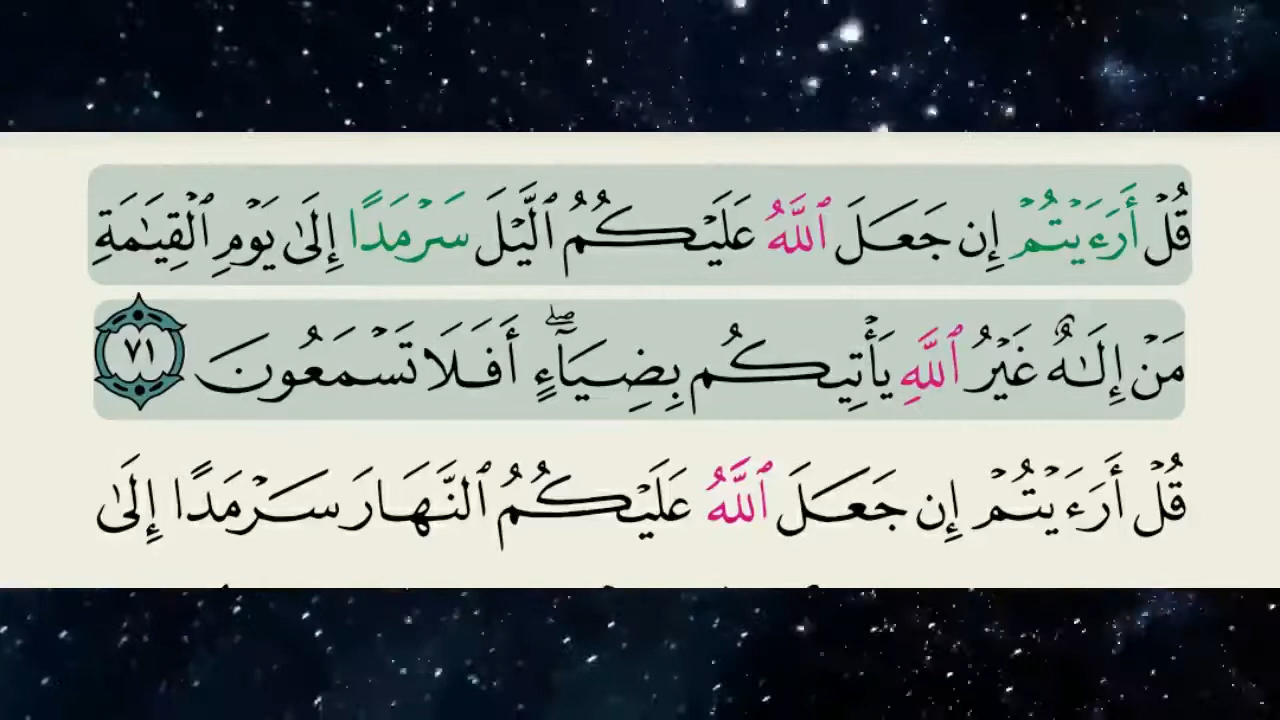 قُلْ أَرَءَيْتُمْ إِن جَعَلَ ٱللَّهُ عَلَيْكُمُ ٱلَّيْلَ سَرْمَدًا إِلَىٰ يَوْمِ ٱلْقِيَٰمَةِ
مَنْ إِلَٰهٌ غَيْرُ ٱللَّهِ يَأْتِيكُم بِضِيَآءٍ ۖ أَفَلَا تَسْمَعُونَ ٧١
قُلْ أَرَءَيْتُمْ إِن جَعَلَ ٱللَّهُ عَلَيْكُمُ ٱلنَّهَارَ سَرْمَدًا إِلَىٰ